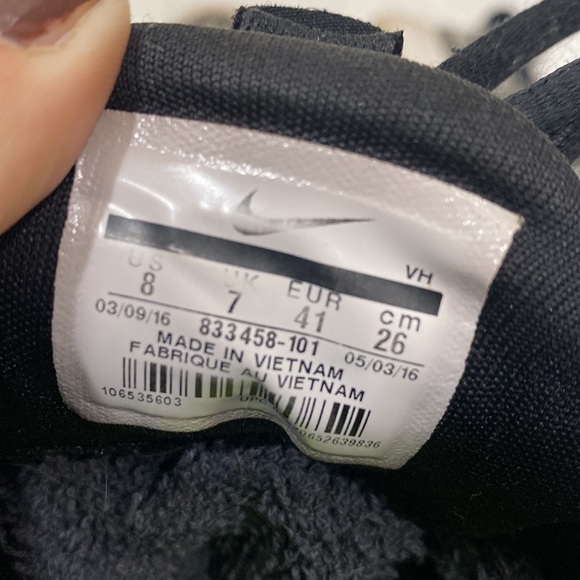 VH
US UK EUR cm
8 7 41 26
03/09/16 833458-101 05/03/16
MADE IN VIETNAM
FABRIQUE AU VIETNAM
106535603